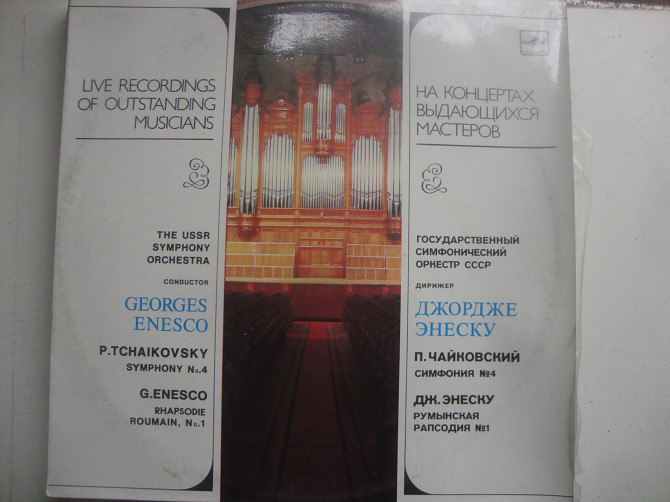 LIVE RECORDINGS
OF OUTSTANDING
MUSICIANS
THE USSR
SYMPHONY
ORCHESTRA
CONDUCTOR
GEORGES
ENESCO
P.TCHAIKOVSKY
SYMPHONY No.4
G.ENESCO
RHAPSODIE
ROUMAIN, No.1
НА КОНЦЕРТАХ
ВЫДАЮЩИХСЯ
МАСТЕРОВ
ГОСУДАРСТВЕННЫЙ
СИМФОНИЧЕСКИЙ
ОРКЕСТР СССР
ДИРИЖЕР
ДЖОРДЖЕ
ЭНЕСКУ
П.ЧАЙКОВСКИЙ
СИМФОНИЯ №4
ДЖ.ЭНЕСКУ
РУМЫНСКАЯ
РАПСОДИЯ №1